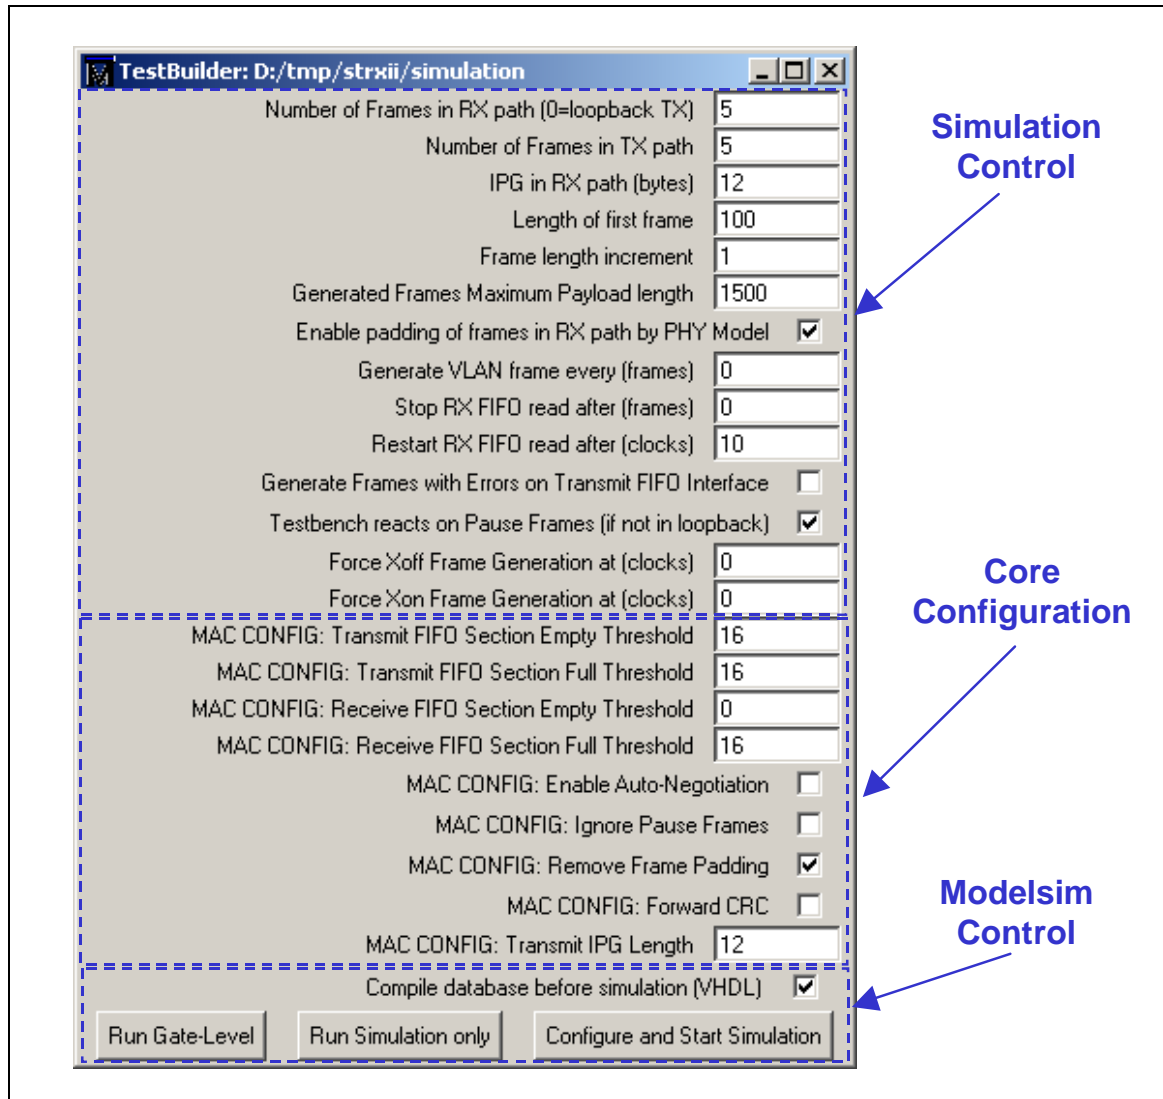 TestBuilder: D:/tmp/strxii/simulation
Number of Frames in RX path (0=loopback TX) 5
Number of Frames in TX path 5
IPG in RX path (bytes) 12
Length of first frame 100
Frame length increment 1
Generated Frames Maximum Payload length 1500
Enable padding of frames in RX path by PHY Model
Generate VLAN frame every (frames) 0
Stop RX FIFO read after (frames) 0
Restart RX FIFO read after (clocks) 10
Generate Frames with Errors on Transmit FIFO Interface
Testbench reacts on Pause Frames (if not in loopback)
Force Xoff Frame Generation at (clocks) 0
Force Xon Frame Generation at (clocks) 0
MAC CONFIG: Transmit FIFO Section Empty Threshold 16
MAC CONFIG: Transmit FIFO Section Full Threshold 16
MAC CONFIG: Receive FIFO Section Empty Threshold 0
MAC CONFIG: Receive FIFO Section Full Threshold 16
MAC CONFIG: Enable Auto-Negotiation
MAC CONFIG: Ignore Pause Frames
MAC CONFIG: Remove Frame Padding
MAC CONFIG: Forward CRC
MAC CONFIG: Transmit IPG Length 12
Compile database before simulation (VHDL)
Run Gate-Level Run Simulation only Configure and Start Simulation
Simulation
Control
Core
Configuration
Modelsim
Control